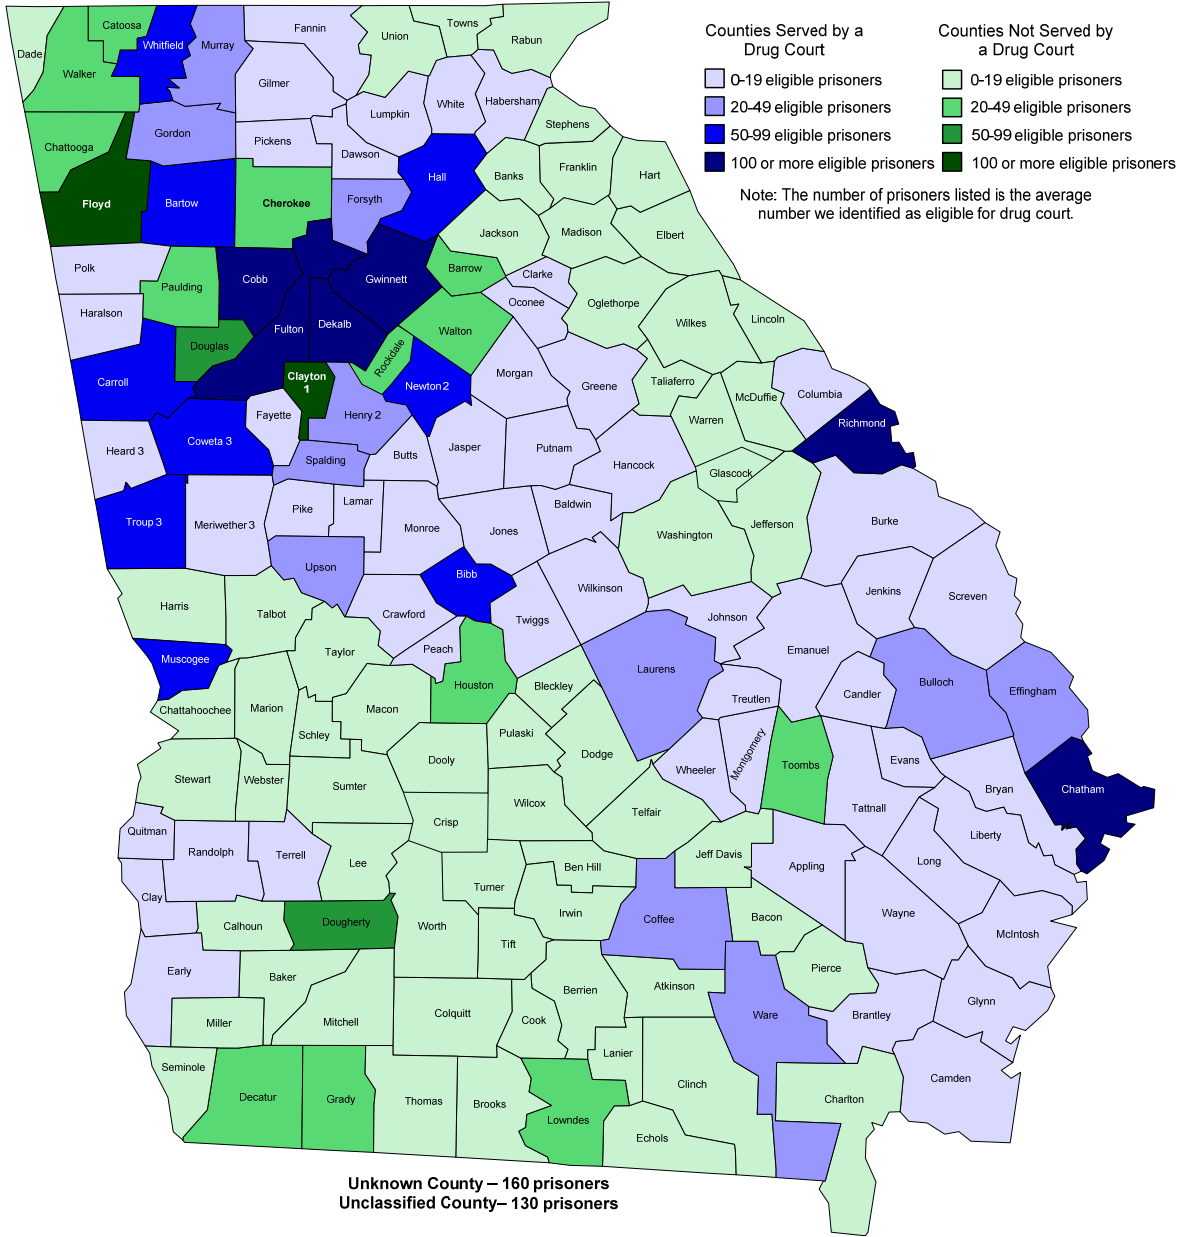 Counties Served by a
Drug Court
0-19 eligible prisoners
20-49 eligible prisoners
50-99 eligible prisoners
100 or more eligible prisoners
Counties Not Served by
a Drug Court
0-19 eligible prisoners
20-49 eligible prisoners
50-99 eligible prisoners
100 or more eligible prisoners
Note: The number of prisoners listed is the average
number we identified as eligible for drug court.
Dade
Catoosa
Walker
Whitfield
Murray
Fannin
Union
Towns
Rabun
Gilmer
Lumpkin
White
Habersham
Chattooga
Gordon
Pickens
Dawson
Stephens
Floyd
Bartow
Cherokee
Forsyth
Hall
Banks
Franklin
Hart
Jackson
Madison
Elbert
Polk
Paulding
Cobb
Gwinnett
Barrow
Clarke
Oconee
Oglethorpe
Wilkes
Lincoln
Haralson
Douglas
Fulton
Dekalb
Rockdale
Walton
Carroll
Clayton
1
Newton 2
Morgan
Greene
Taliaferro
McDuffie
Columbia
Richmond
Fayette
Henry 2
Warren
Heard 3
Coweta 3
Spalding
Butts
Jasper
Putnam
Hancock
Glascock
Troup 3
Meriwether 3
Pike
Lamar
Monroe
Jones
Baldwin
Washington
Jefferson
Burke
Upson
Bibb
Wilkinson
Jenkins
Screven
Harris
Talbot
Crawford
Twiggs
Johnson
Emanuel
Muscogee
Taylor
Peach
Houston
Bleckley
Laurens
Treutlen
Candler
Bulloch
Effingham
Chattahoochee
Marion
Macon
Schley
Pulaski
Dodge
Wheeler
Montgomery
Toombs
Evans
Tattnall
Bryan
Chatham
Stewart
Webster
Sumter
Dooly
Wilcox
Telfair
Crisp
Quitman
Randolph
Terrell
Lee
Ben Hill
Jeff Davis
Appling
Long
Liberty
Clay
Calhoun
Dougherty
Worth
Turner
Irwin
Tift
Coffee
Bacon
Wayne
McIntosh
Early
Baker
Miller
Mitchell
Colquitt
Cook
Berrien
Atkinson
Pierce
Ware
Brantley
Glynn
Seminole
Decatur
Grady
Thomas
Brooks
Lowndes
Lanier
Clinch
Echols
Charlton
Camden
Unknown County – 160 prisoners
Unclassified County– 130 prisoners